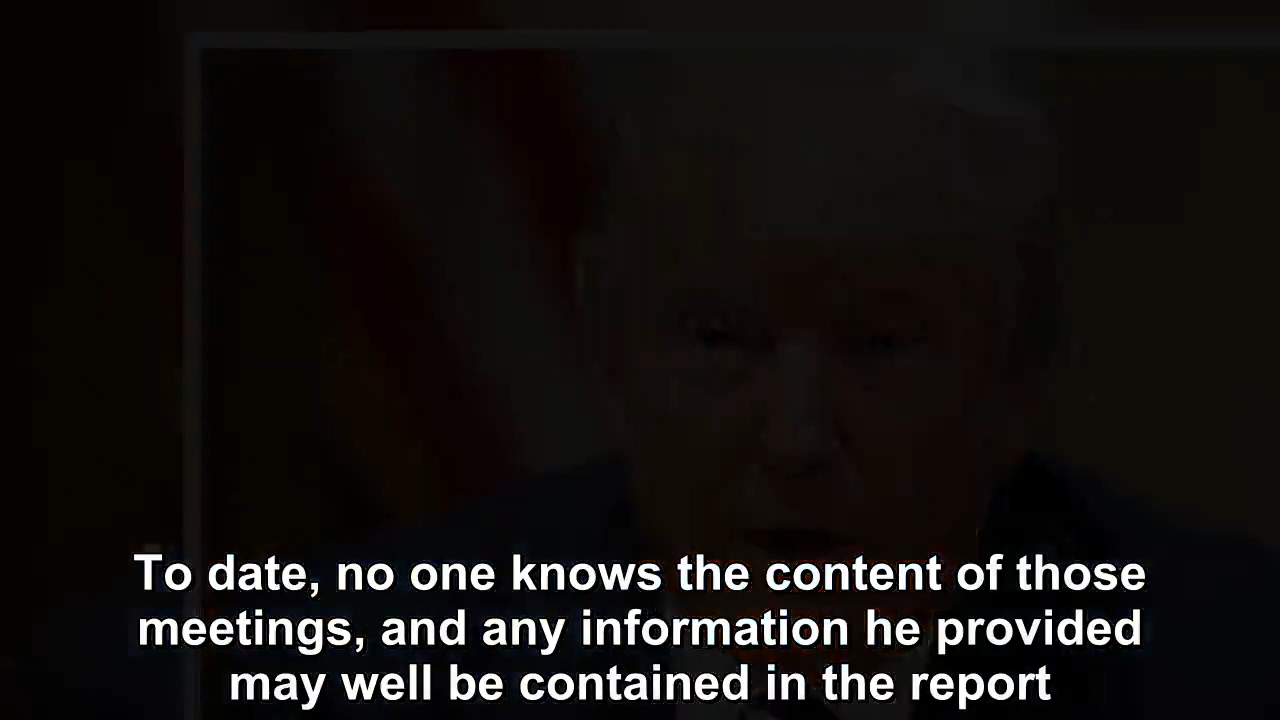 To date, no one knows the content of those
meetings, and any information he provided
may well be contained in the report